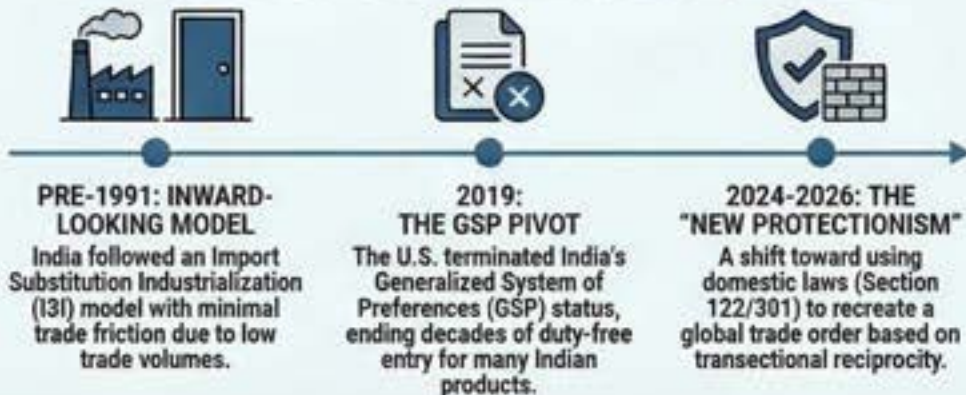 PRE-1991: INWARD-
LOOKING MODEL
India followed an Import
Substitution Industrialization
(I3I) model with minimal
trade friction due to low
trade volumes.
2019:
THE GSP PIVOT
The U.S. terminated India's
Generalized System of
Preferences (GSP) status,
ending decades of duty-free
entry for many Indian
products.
2024-2026: THE
"NEW PROTECTIONISM"
A shift toward using
domestic laws (Section
122/301) to recreate a
global trade order based on
transectional reciprocity.